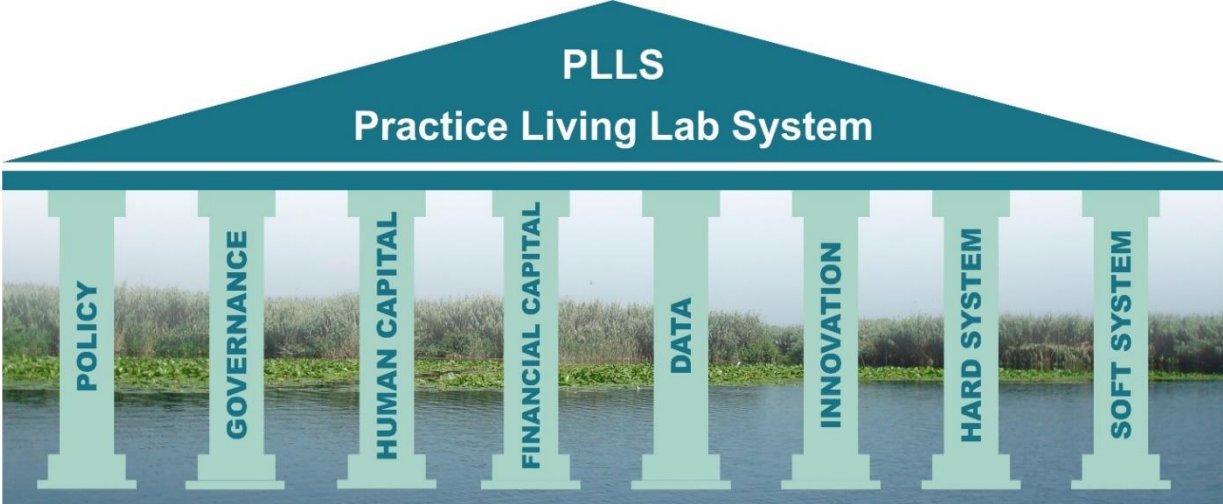 PLLS
Practice Living Lab System
POLICY
GOVERNANCE
HUMAN CAPITAL
FINANCIAL CAPITAL
DATA
INNOVATION
HARD SYSTEM
SOFT SYSTEM